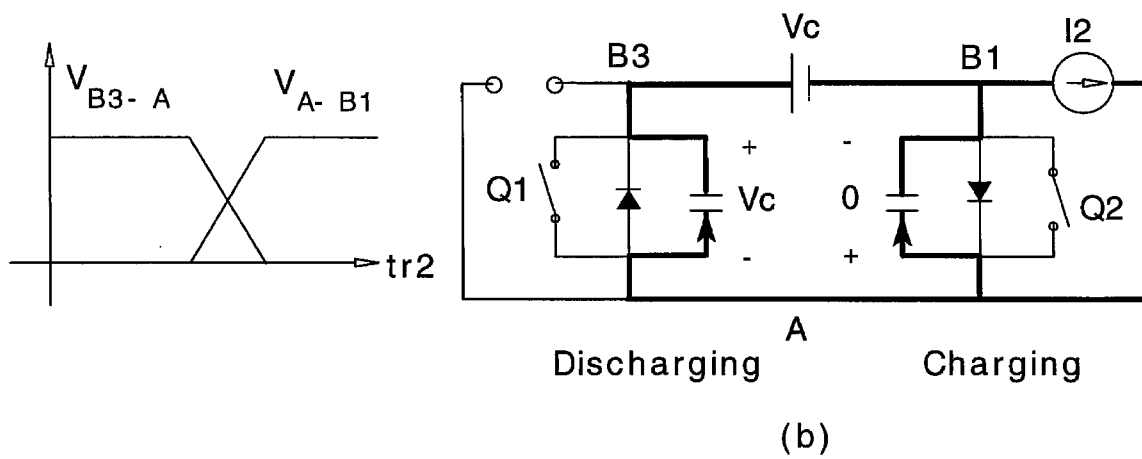 V B3- A
V A- B1
tr2
Vc
B3
B1
I2
+
-
Q1
Vc
0
Q2
-
+
A
Discharging
Charging
(b)